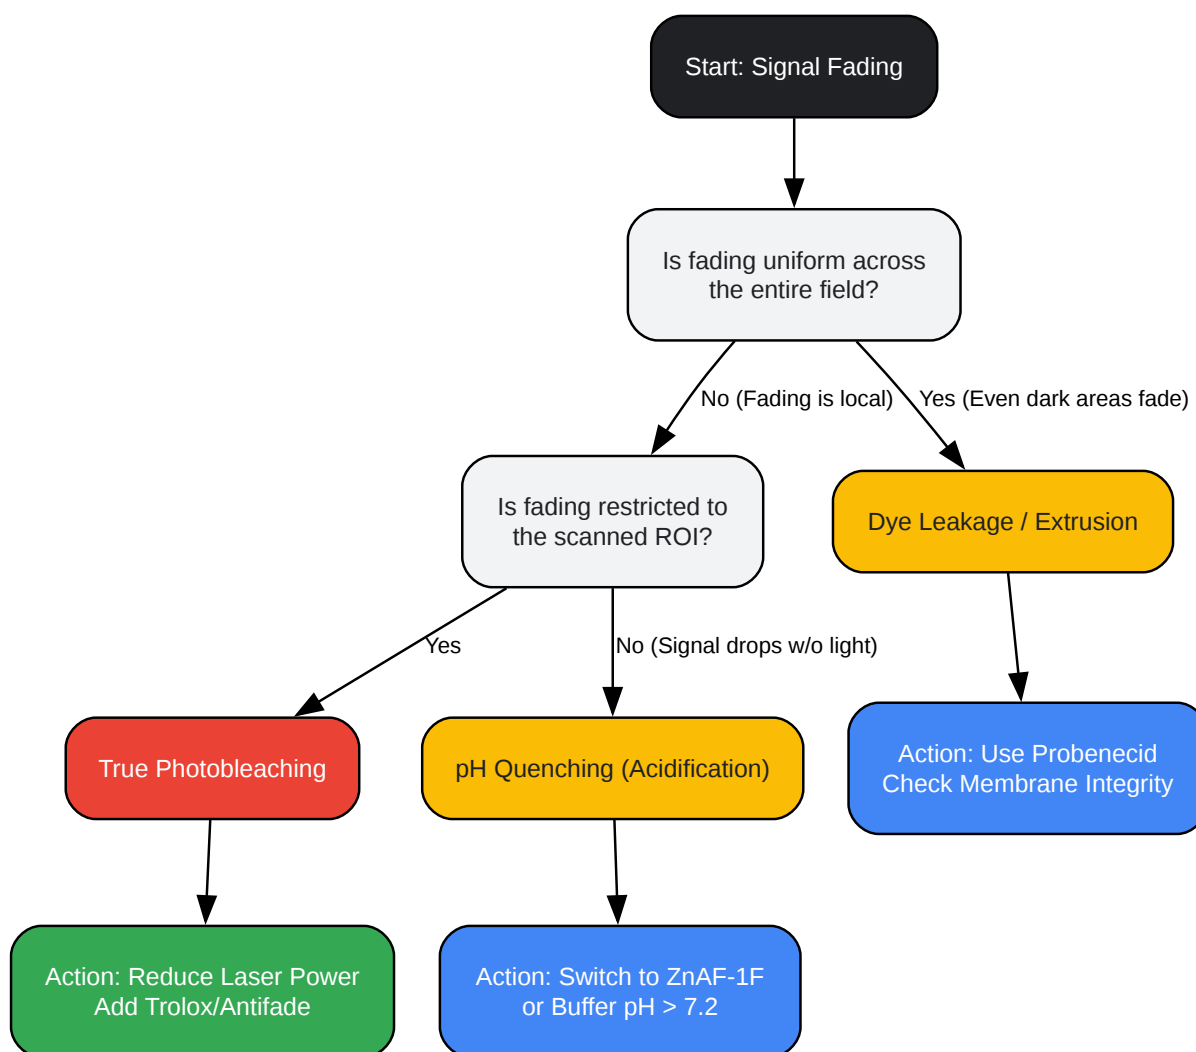 Start: Signal Fading
Is fading uniform across
the entire field?
No (Fading is local)
Yes (Even dark areas fade)
Is fading restricted to
the scanned ROI?
Dye Leakage / Extrusion
Yes
No (Signal drops w/o light)
True Photobleaching
pH Quenching (Acidification)
Action: Use Probenecid
Check Membrane Integrity
Action: Reduce Laser Power
Add Trolox/Antifade
Action: Switch to ZnAF-1F
or Buffer pH > 7.2